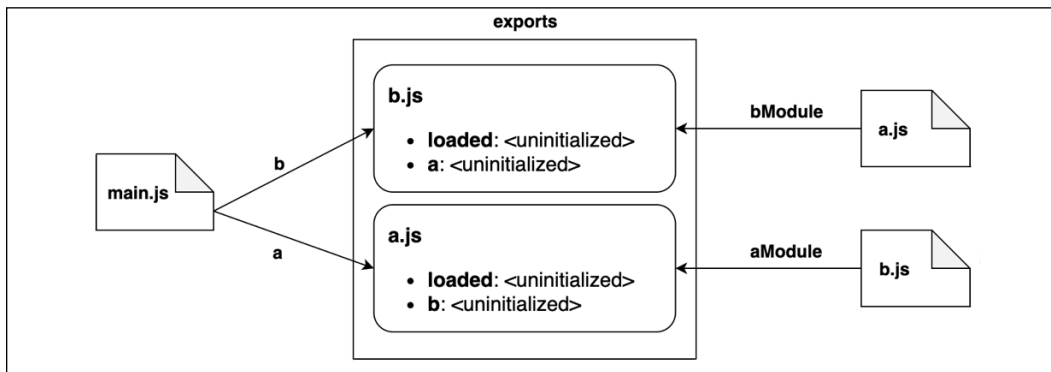 exports
b.js
• loaded: <uninitialized>
• a: <uninitialized>
bModule
a.js
main.js
b
a
a.js
• loaded: <uninitialized>
• b: <uninitialized>
aModule
b.js